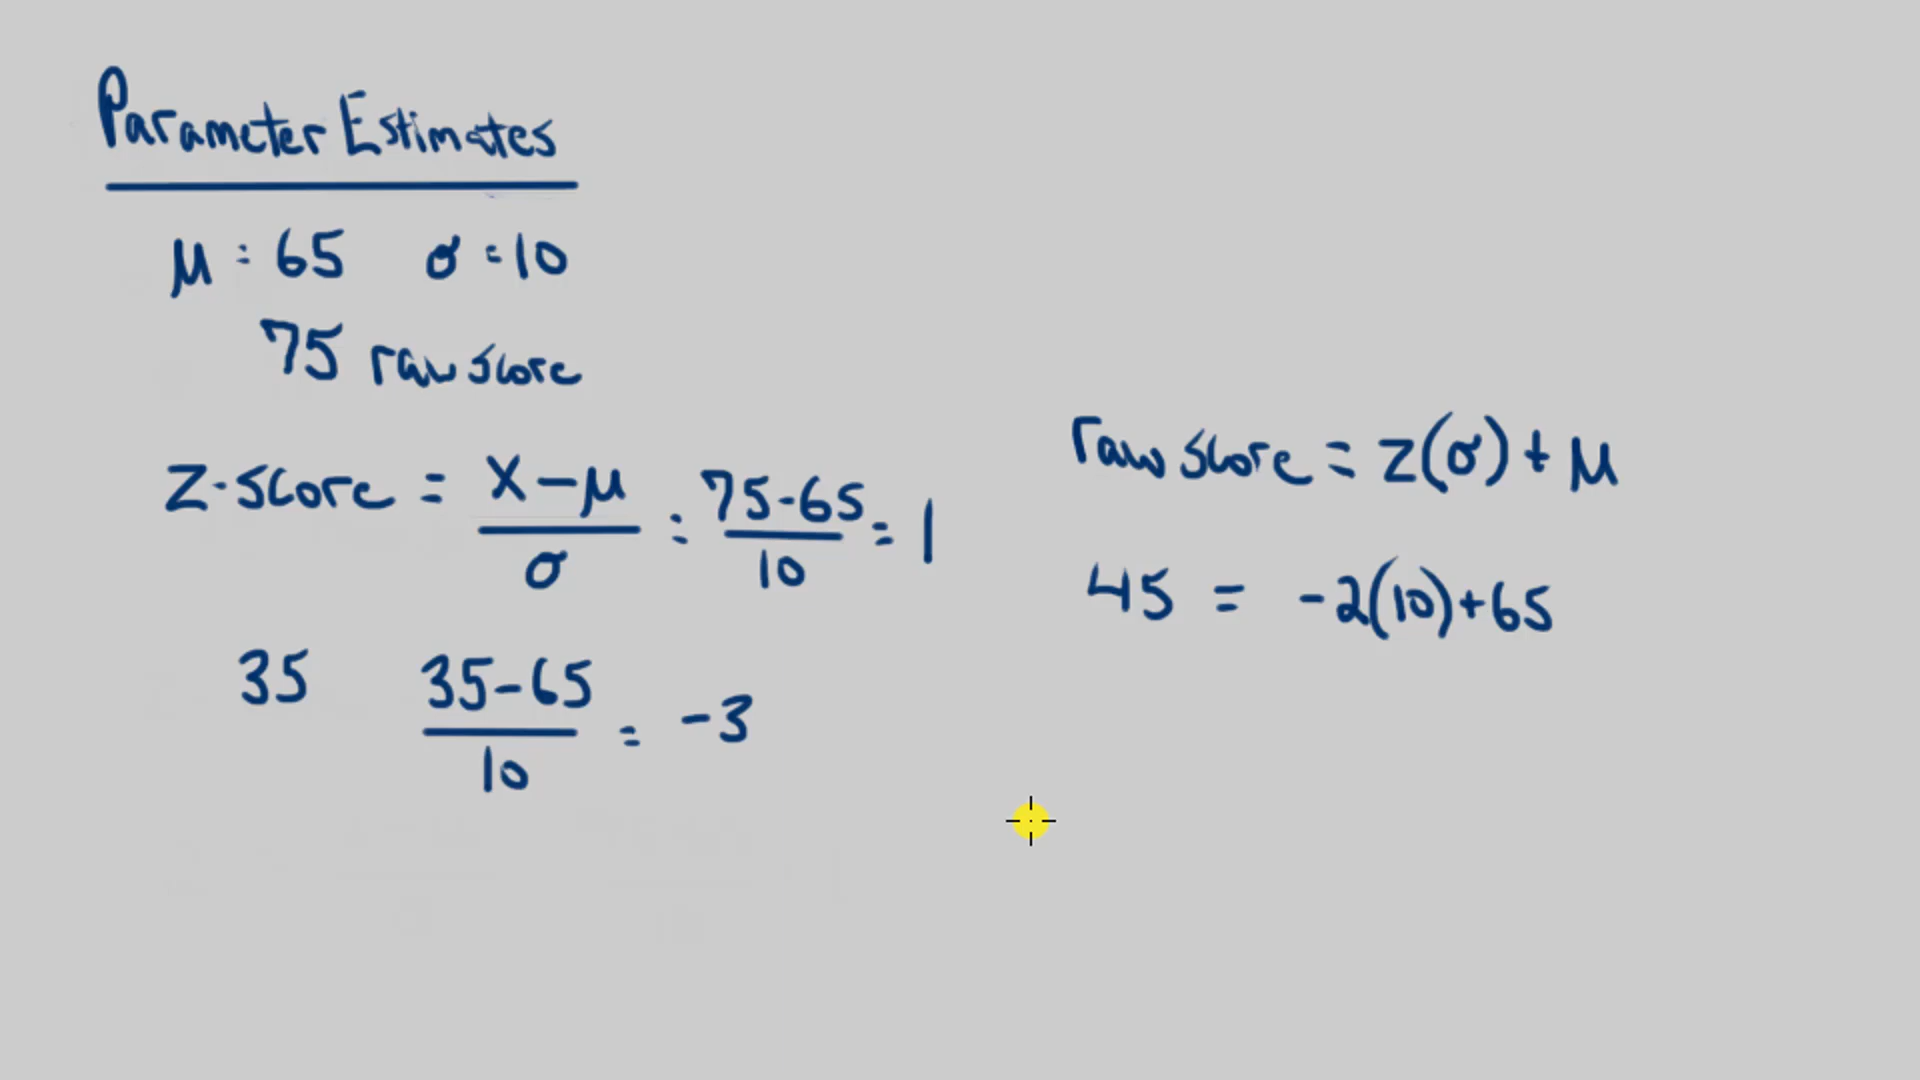 Parameter Estimates
μ = 65 σ = 10
75 raw score
z-score = x-μ/σ = 75-65/10 = 1
35 35-65/10 = -3
raw score = z(σ) + μ
45 = -2(10)+65